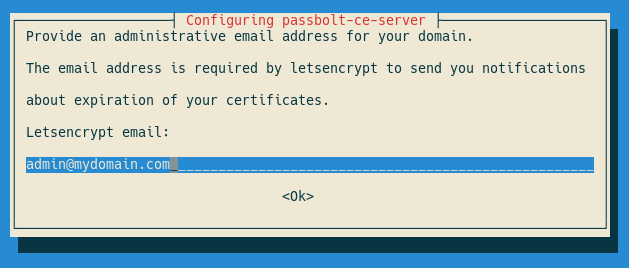 Configuring passbolt-ce-server
Provide an administrative email address for your domain.
The email address is required by letsencrypt to send you notifications
about expiration of your certificates.
Letsencrypt email:
admin@mydomain.com
<Ok>